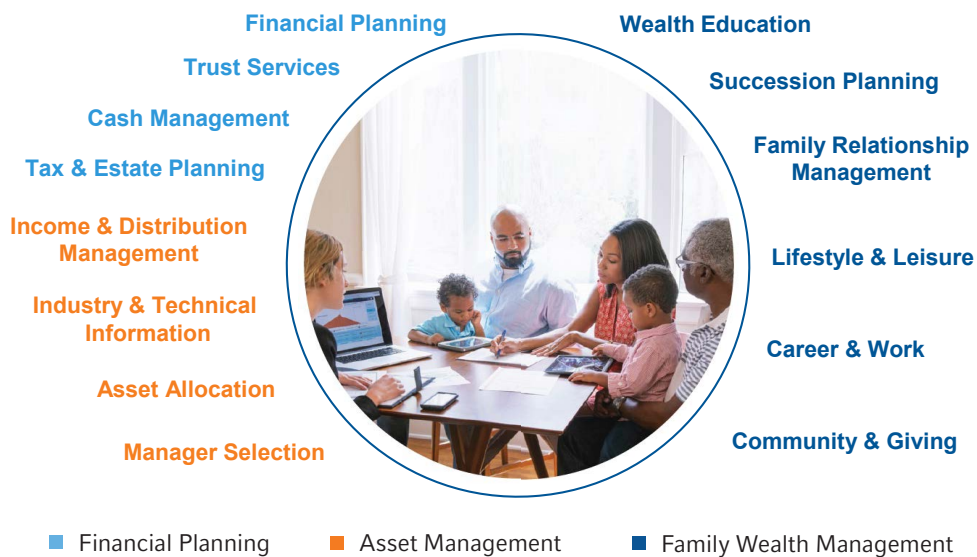 Financial Planning
Trust Services
Cash Management
Tax & Estate Planning
Income & Distribution
Management
Industry & Technical
Information
Asset Allocation
Manager Selection
Wealth Education
Succession Planning
Family Relationship
Management
Lifestyle & Leisure
Career & Work
Community & Giving
Financial Planning
Asset Management
Family Wealth Management